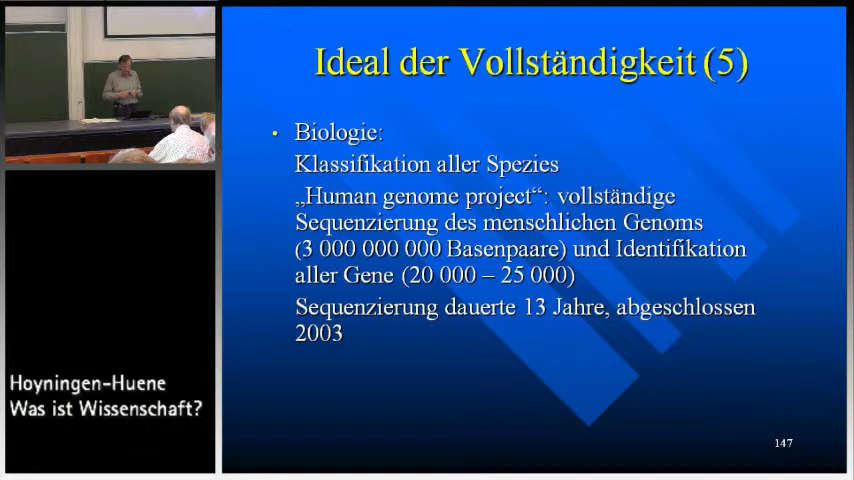 Ideal der Vollständigkeit (5)
• Biologie:
Klassifikation aller Spezies
„Human genome project“: vollständige
Sequenzierung des menschlichen Genoms
(3 000 000 000 Basenpaare) und Identifikation
aller Gene (20 000 – 25 000)
Sequenzierung dauerte 13 Jahre, abgeschlossen
2003
147
Hoyningen-Huene
Was ist Wissenschaft?